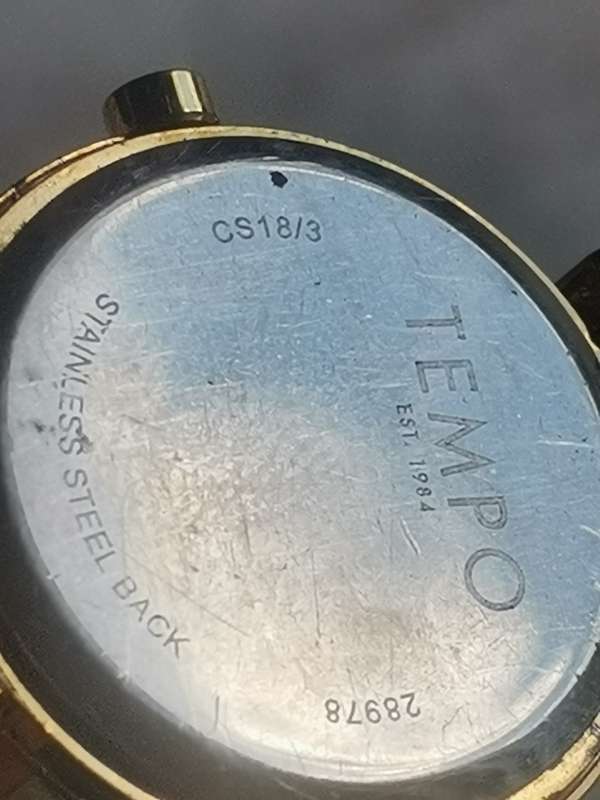 CS18/3
TEMPO
EST. 1984
STAINLESS STEEL BACK
28978